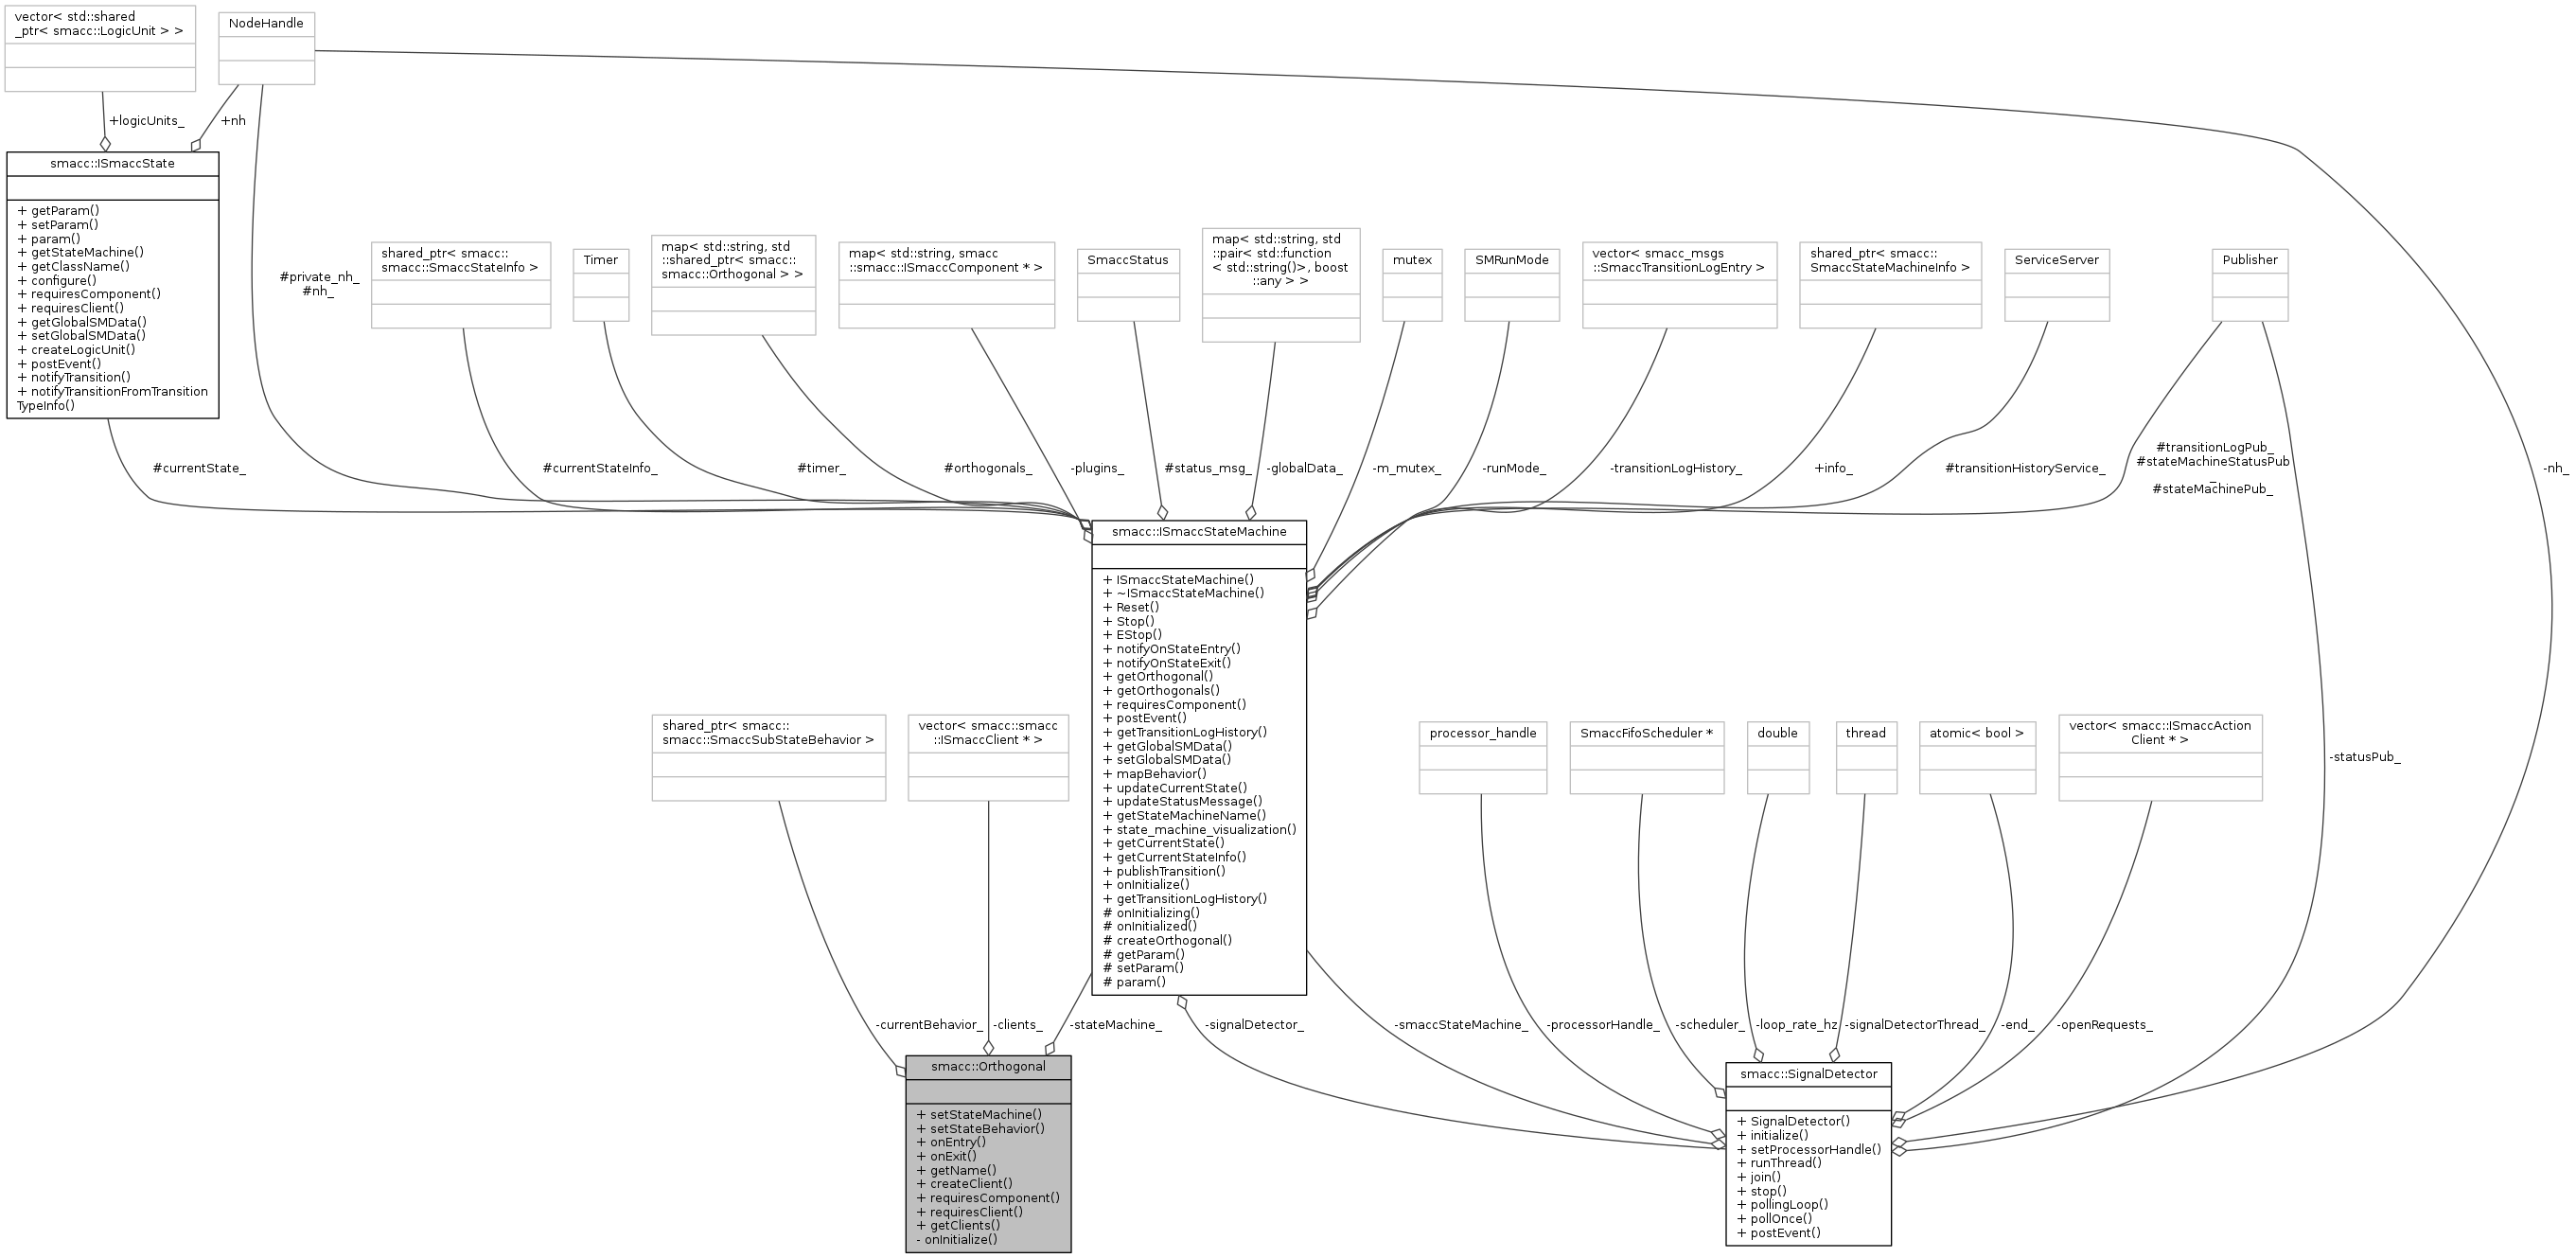 vector< std::shared
_ptr< smacc::LogicUnit > >
NodeHandle
+logicUnits_
+nh
smacc::ISmaccState
+ getParam()
+ setParam()
+ param()
+ getStateMachine()
+ getClassName()
+ configure()
+ requiresComponent()
+ requiresClient()
+ getGlobalSMData()
+ setGlobalSMData()
+ createLogicUnit()
+ postEvent()
+ notifyTransition()
+ notifyTransitionFromTransition
TypeInfo()
#private_nh_
#nh_
shared_ptr< smacc::
smacc::SmaccStateInfo >
Timer
map< std::string, std
::shared_ptr< smacc::
smacc::Orthogonal > >
map< std::string, smacc
::smacc::ISmaccComponent * >
SmaccStatus
map< std::string, std
::pair< std::function
< std::string()>, boost
::any > >
mutex
SMRunMode
vector< smacc_msgs
::SmaccTransitionLogEntry >
shared_ptr< smacc::
SmaccStateMachineInfo >
ServiceServer
Publisher
#currentState_
#currentStateInfo_
#timer_
#orthogonals_
-plugins_
#status_msg_
-globalData_
-m_mutex_
-runMode_
-transitionLogHistory_
+info_
#transitionHistoryService_
#transitionLogPub_
#stateMachineStatusPub
_
#stateMachinePub_
-nh_
smacc::ISmaccStateMachine
+ ISmaccStateMachine()
+ ~ISmaccStateMachine()
+ Reset()
+ Stop()
+ EStop()
+ notifyOnStateEntry()
+ notifyOnStateExit()
+ getOrthogonal()
+ getOrthogonals()
+ requiresComponent()
+ postEvent()
+ getTransitionLogHistory()
+ getGlobalSMData()
+ setGlobalSMData()
+ mapBehavior()
+ updateCurrentState()
+ updateStatusMessage()
+ getStateMachineName()
+ state_machine_visualization()
+ getCurrentState()
+ getCurrentStateInfo()
+ publishTransition()
+ onInitialize()
+ getTransitionLogHistory()
# onInitializing()
# onInitialized()
# createOrthogonal()
# getParam()
# setParam()
# param()
shared_ptr< smacc::
smacc::SmaccSubStateBehavior >
vector< smacc::smacc
::ISmaccClient * >
processor_handle
SmaccFifoScheduler *
double
thread
atomic< bool >
vector< smacc::ISmaccAction
Client * >
-statusPub_
-currentBehavior_
-clients_
-stateMachine_
-signalDetector_
-smaccStateMachine_
-processorHandle_
-scheduler_
-loop_rate_hz
-signalDetectorThread_
-end_
-openRequests_
smacc::Orthogonal
+ setStateMachine()
+ setStateBehavior()
+ onEntry()
+ onExit()
+ getName()
+ createClient()
+ requiresComponent()
+ requiresClient()
+ getClients()
- onInitialize()
smacc::SignalDetector
+ SignalDetector()
+ initialize()
+ setProcessorHandle()
+ runThread()
+ join()
+ stop()
+ pollingLoop()
+ pollOnce()
+ postEvent()